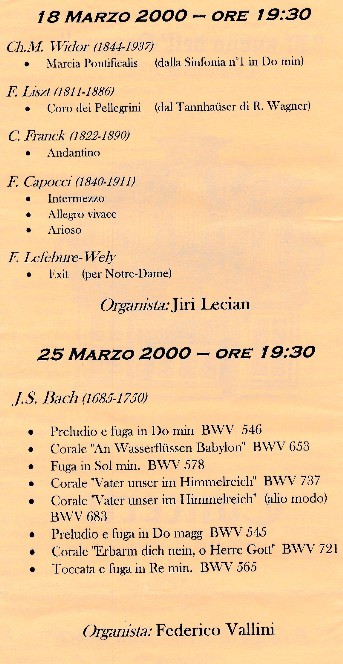 18 MARZO 2000 – ORE 19:30
Ch.M. Widor (1844-1937)
• Marcia Pontificalis (dalla Sinfonia n°1 in Do min)
F. Liszt (1811-1886)
• Coro dei Pellegrini (dal Tannhaüser di R. Wagner)
C. Franck (1822-1890)
• Andantino
F. Capocci (1840-1911)
• Intermezzo
• Allegro vivace
• Arioso
F. Lefebure-Wely
• Exit (per Notre-Dame)
Organista: Jiri Lecian
25 MARZO 2000 – ORE 19:30
J.S. Bach (1685-1750)
• Preludio e fuga in Do min BWV 546
• Corale "An Wasserflüssen Babylon" BWV 653
• Fuga in Sol min. BWV 578
• Corale "Vater unser im Himmelreich" BWV 737
• Corale "Vater unser im Himmelreich" (alio modo)
BWV 683
• Preludio e fuga in Do magg BWV 545
• Corale "Erbarm dich nein, o Herre Gott" BWV 721
• Toccata e fuga in Re min. BWV 565
Organista: Federico Vallini